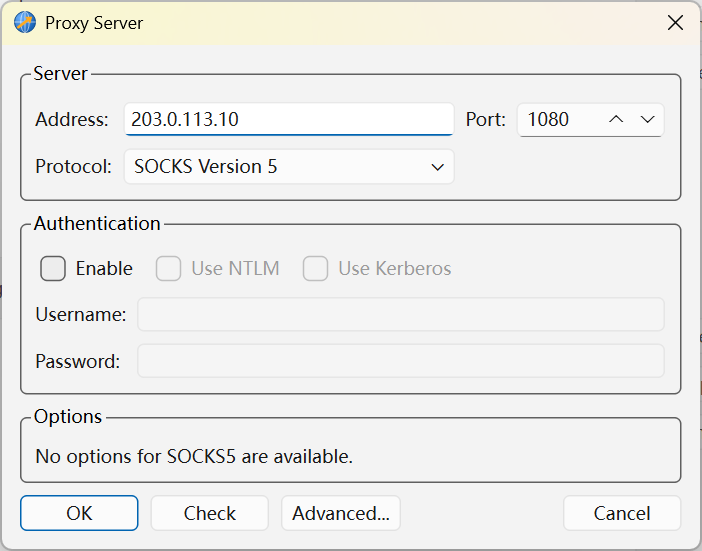 Proxy Server
Server
Address: 203.0.113.10 Port: 1080
Protocol: SOCKS Version 5
Authentication
Enable Use NTLM Use Kerberos
Username:
Password:
Options
No options for SOCKS5 are available.
OK Check Advanced... Cancel